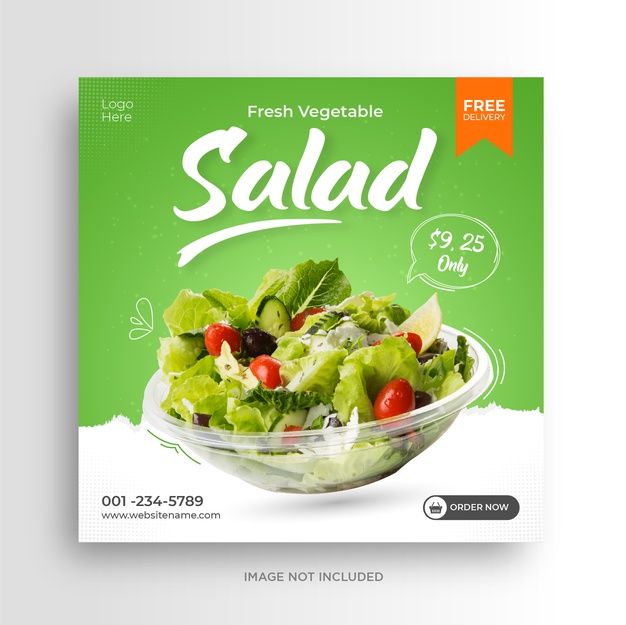 Logo
Here
Fresh Vegetable
Salad
FREE
DELIVERY
$9.25
Only
001 -234-5789
www.websitename.com
ORDER NOW
IMAGE NOT INCLUDED